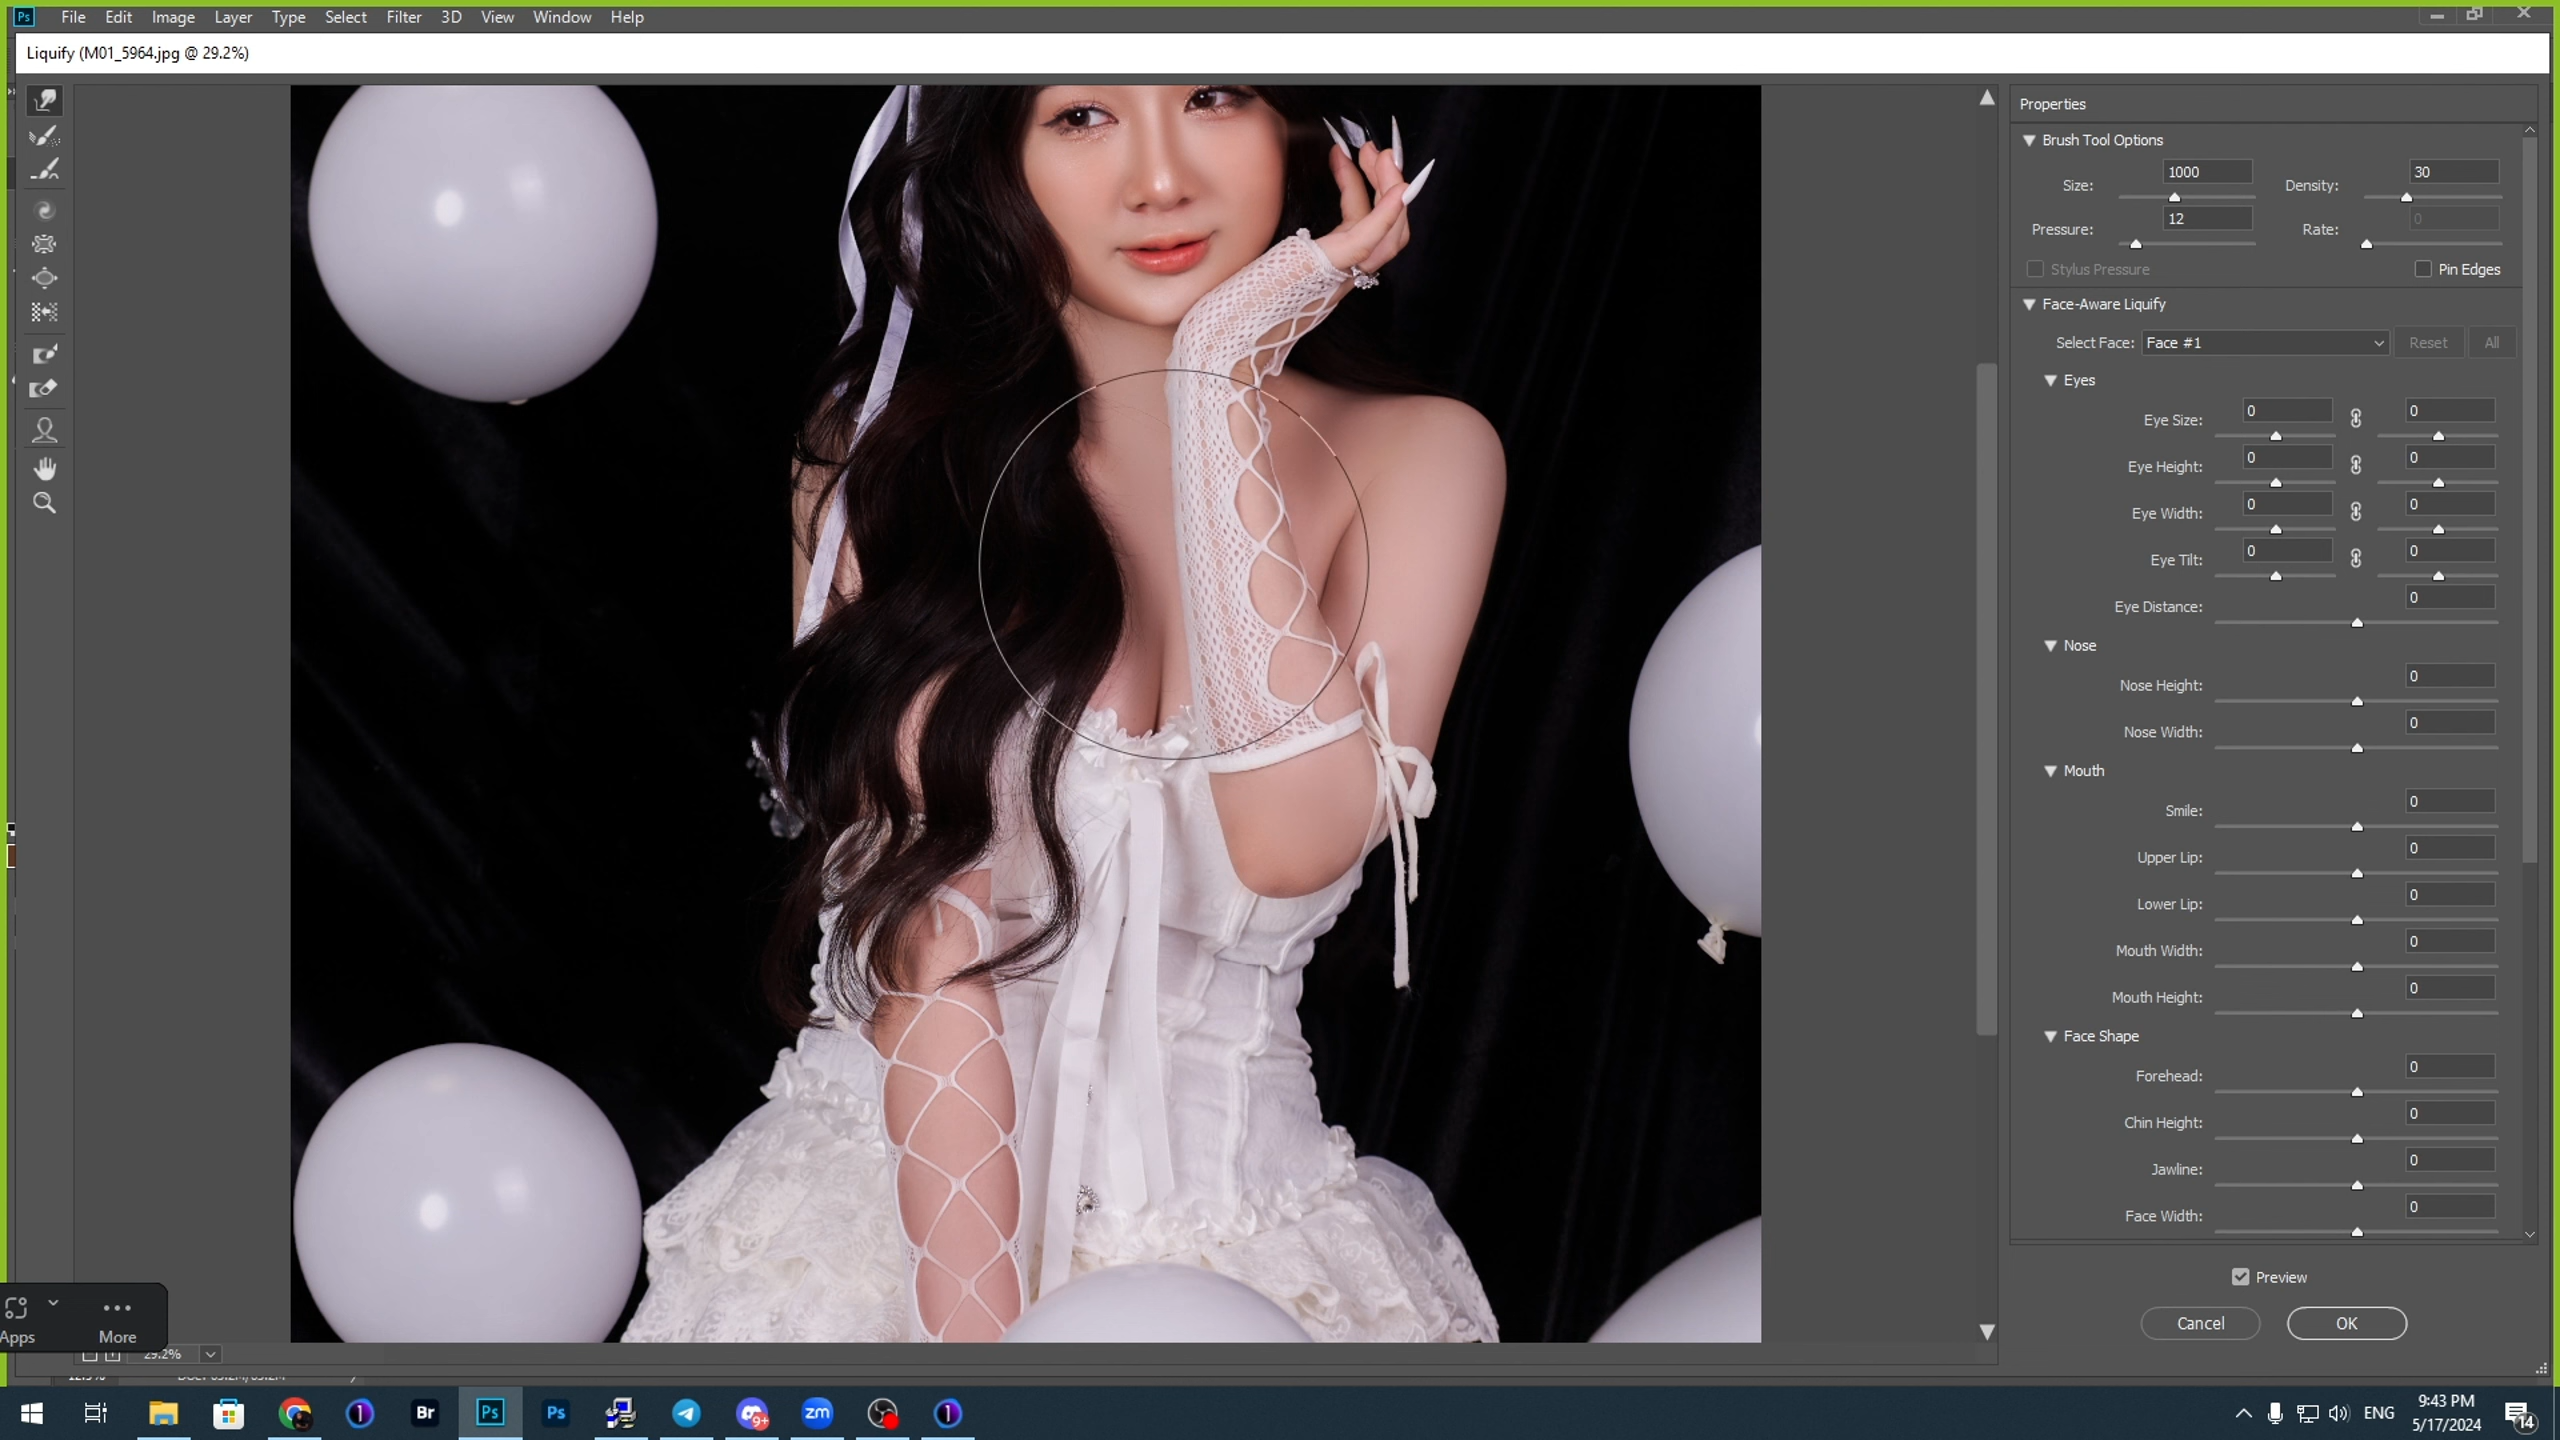 Ps File Edit Image Layer Type Select Filter 3D View Window Help
Liquify (M01_5964.jpg @ 29.2%)
Properties
Brush Tool Options
Size: 1000 Density: 30
Pressure: 12 Rate: 0
Stylus Pressure Pin Edges
Face-Aware Liquify
Select Face: Face #1 Reset All
Eyes
Eye Size: 0 0
Eye Height: 0 0
Eye Width: 0 0
Eye Tilt: 0 0
Eye Distance: 0
Nose
Nose Height: 0
Nose Width: 0
Mouth
Smile: 0
Upper Lip: 0
Lower Lip: 0
Mouth Width: 0
Mouth Height: 0
Face Shape
Forehead: 0
Chin Height: 0
Jawline: 0
Face Width: 0
Preview
Cancel OK
Apps More
29.2%
Br Ps Ps 9+ zm
ENG
9:43 PM
5/17/2024
14